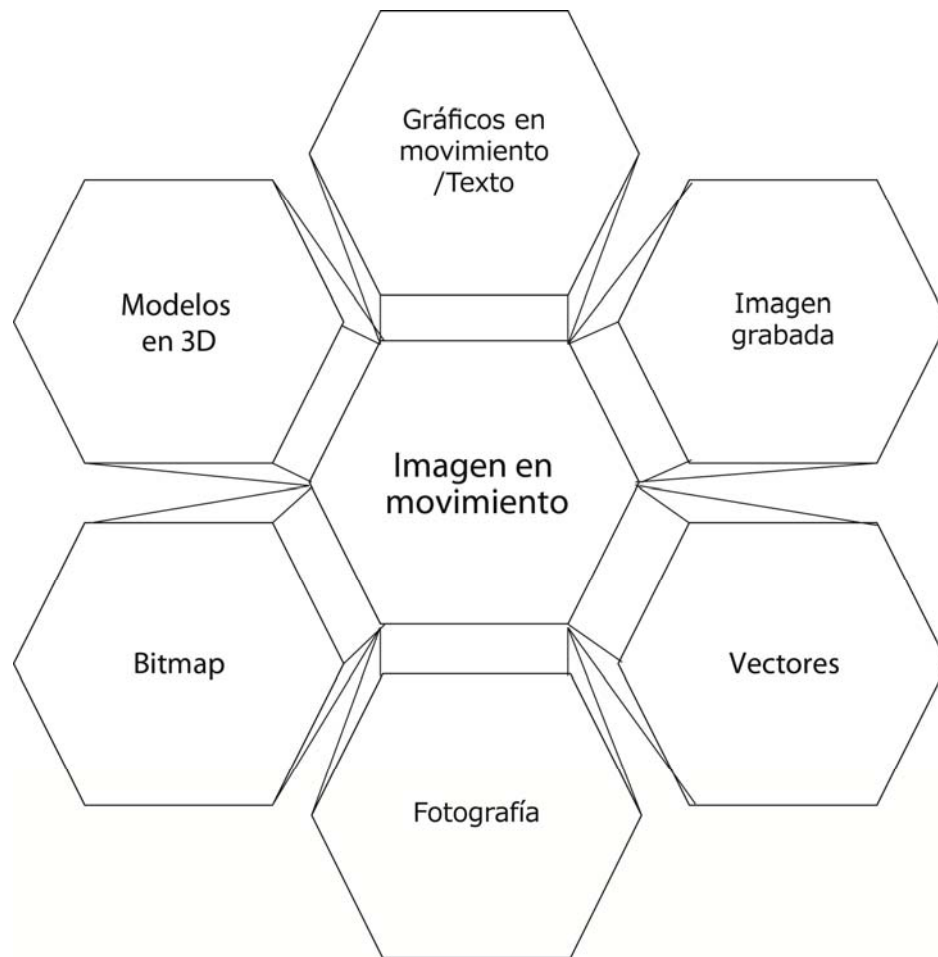 Gráficos en
movimiento
/Texto
Modelos
en 3D
Imagen
grabada
Imagen en
movimiento
Bitmap
Vectores
Fotografía